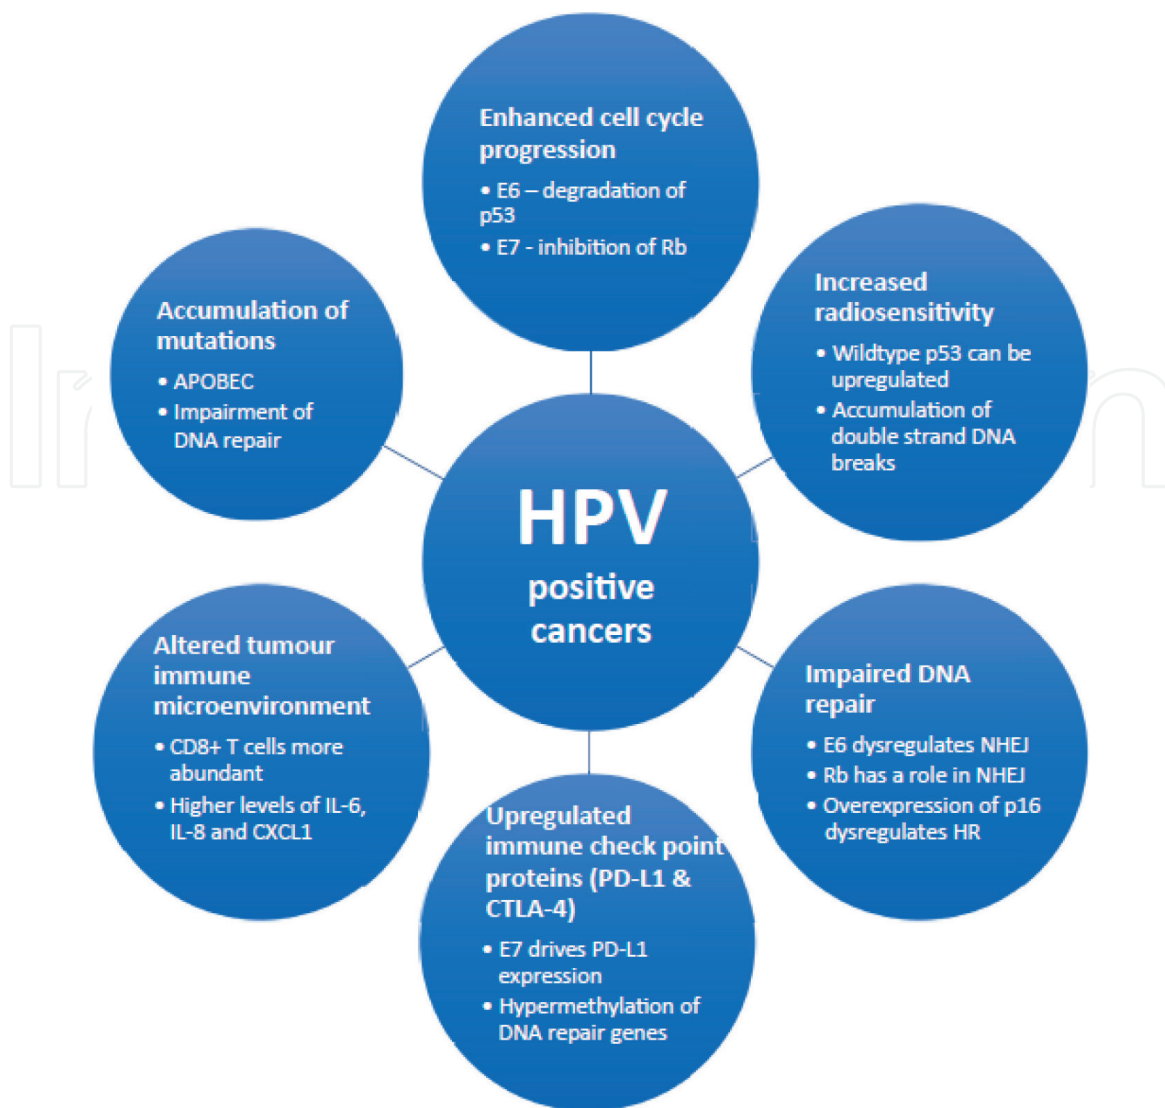 Enhanced cell cycle
progression
• E6 – degradation of
p53
• E7 - inhibition of Rb
Increased
radiosensitivity
• Wildtype p53 can be
upregulated
• Accumulation of
double strand DNA
breaks
Impaired DNA
repair
• E6 dysregulates NHEJ
• Rb has a role in NHEJ
• Overexpression of p16
dysregulates HR
Upregulated
immune check point
proteins (PD-L1 &
CTLA-4)
• E7 drives PD-L1
expression
• Hypermethylation of
DNA repair genes
Altered tumour
immune
microenvironment
• CD8+ T cells more
abundant
• Higher levels of IL-6,
IL-8 and CXCL1
Accumulation of
mutations
• APOBEC
• Impairment of
DNA repair
HPV
positive
cancers